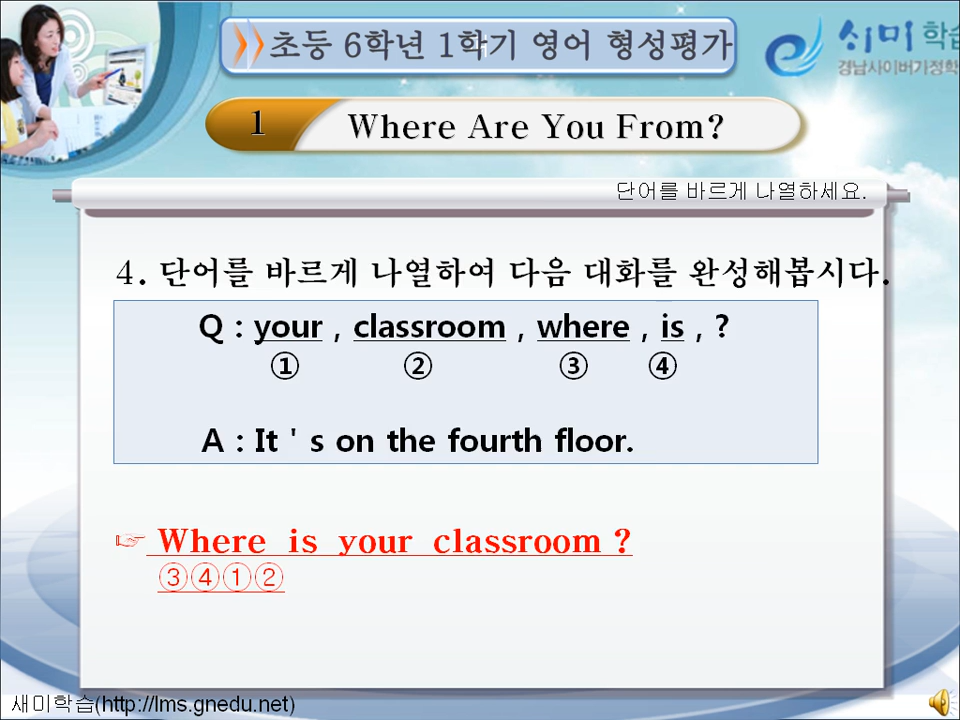 초등 6학년 1학기 영어 형성평가
새미 학습
경남사이버가정학
1 Where Are You From?
단어를 바르게 나열하세요.
4. 단어를 바르게 나열하여 다음 대화를 완성해봅시다.
Q : your , classroom , where , is , ?
① ② ③ ④
A : It ' s on the fourth floor.
☞ Where is your classroom ?
③④①②
새미학습(http://lms.gnedu.net)